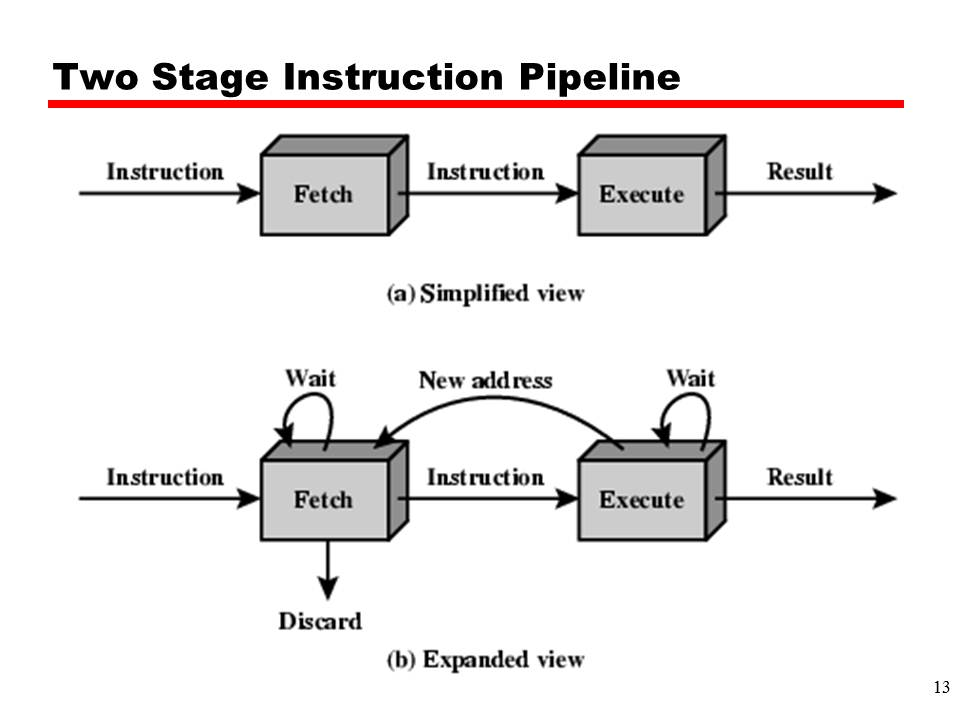 Two Stage Instruction Pipeline
Instruction
Fetch
Instruction
Execute
Result
(a) Simplified view
Wait
New address
Wait
Instruction
Fetch
Instruction
Execute
Result
Discard
(b) Expanded view
13